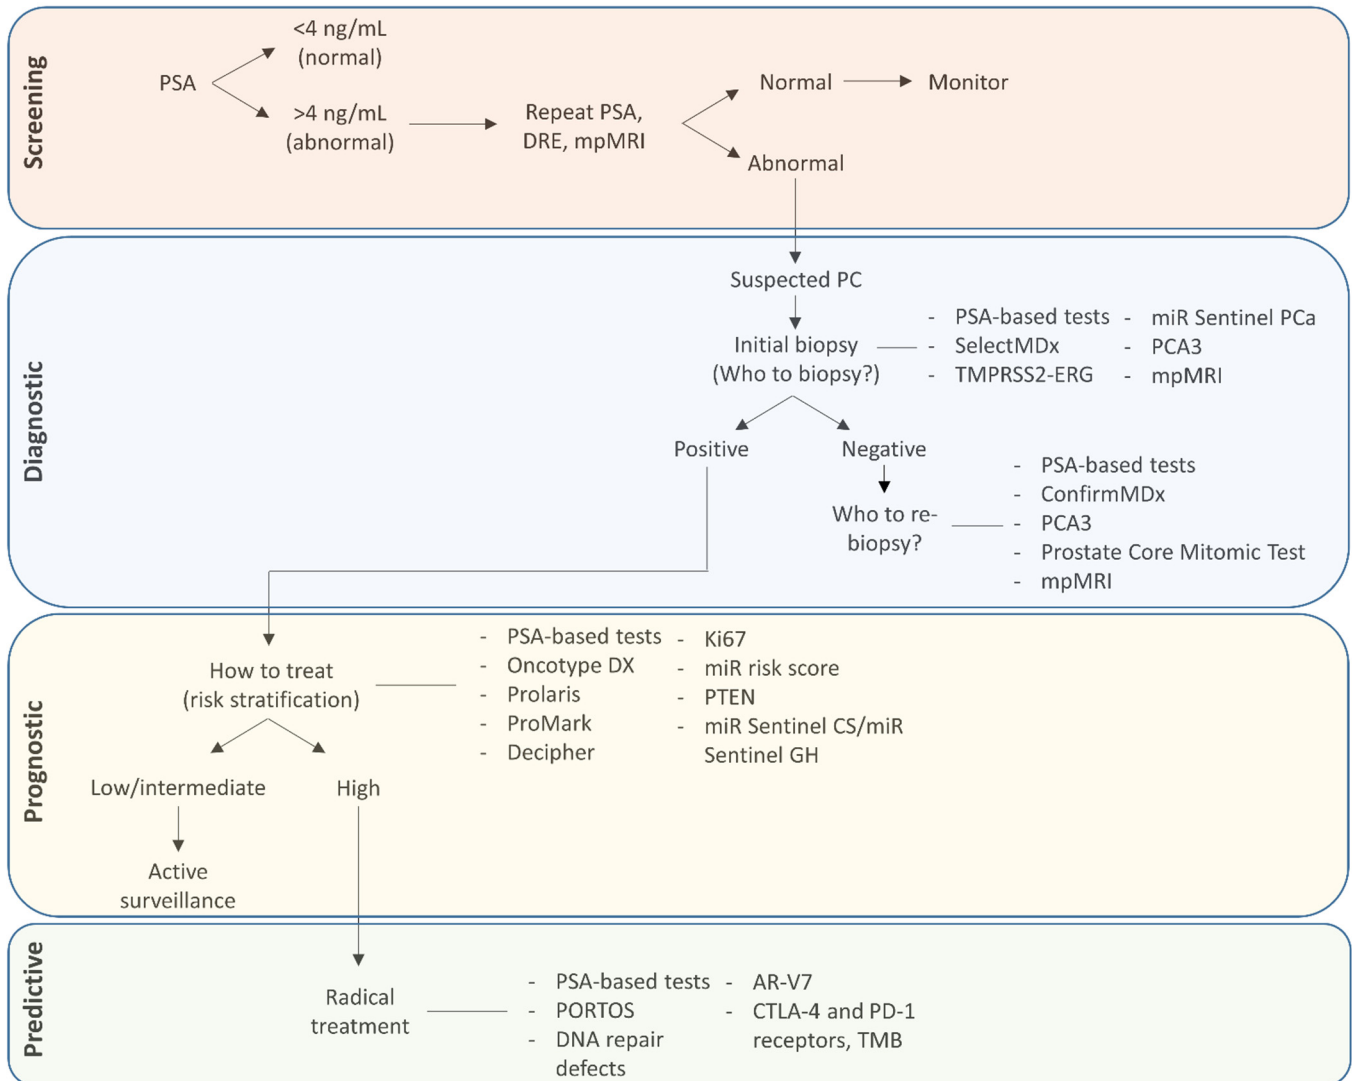 Screening
PSA
<4 ng/mL
(normal)
>4 ng/mL
(abnormal)
Repeat PSA,
DRE, mpMRI
Normal
Monitor
Abnormal
Diagnostic
Suspected PC
Initial biopsy
(Who to biopsy?)
- PSA-based tests
- SelectMDx
- TMPRSS2-ERG
- miR Sentinel PCa
- PCA3
- mpMRI
Positive
Negative
Who to re-
biopsy?
- PSA-based tests
- ConfirmMDx
- PCA3
- Prostate Core Mitomic Test
- mpMRI
Prognostic
How to treat
(risk stratification)
- PSA-based tests
- Oncotype DX
- Prolaris
- ProMark
- Decipher
- Ki67
- miR risk score
- PTEN
- miR Sentinel CS/miR
Sentinel GH
Low/intermediate
High
Active
surveillance
Predictive
Radical
treatment
- PSA-based tests
- PORTOS
- DNA repair
defects
- AR-V7
- CTLA-4 and PD-1
receptors, TMB